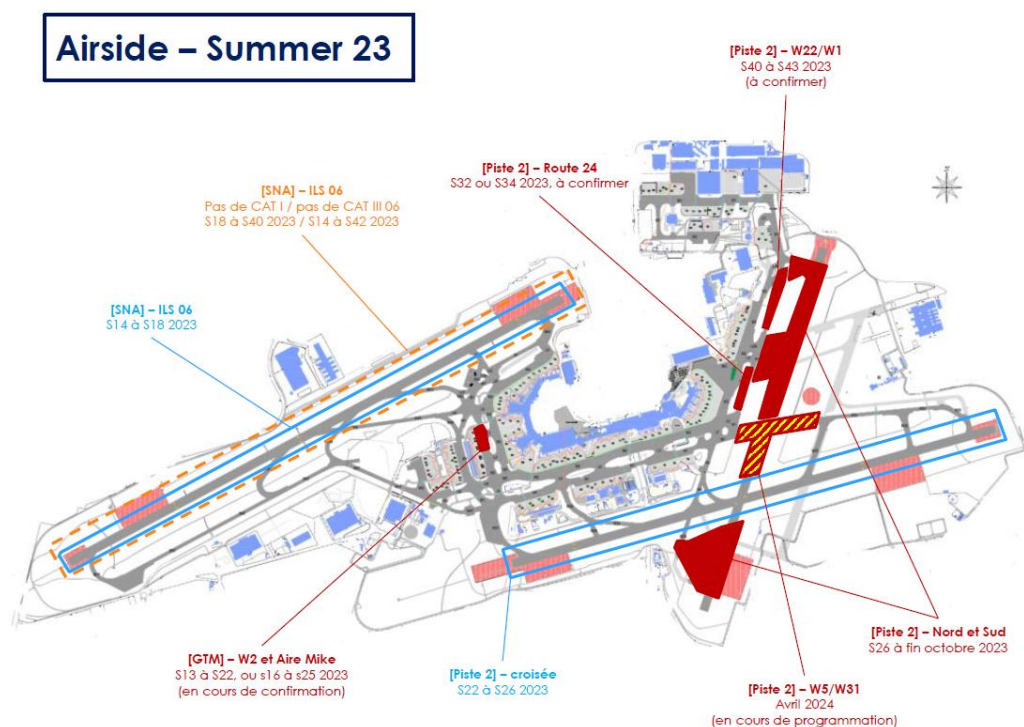 Airside – Summer 23
[Piste 2] – W22/W1
S40 à S43 2023
(à confirmer)
[Piste 2] – Route 24
S32 ou S34 2023, à confirmer
[SNA] – ILS 06
Pas de CAT I / pas de CAT III 06
S18 à S40 2023 / S14 à S42 2023
[SNA] – ILS 06
S14 à S18 2023
[GTM] – W2 et Aire Mike
S13 à S22, ou s16 à s25 2023
(en cours de confirmation)
[Piste 2] – croisée
S22 à S26 2023
[Piste 2] – Nord et Sud
S26 à fin octobre 2023
[Piste 2] – W5/W31
Avril 2024
(en cours de programmation)